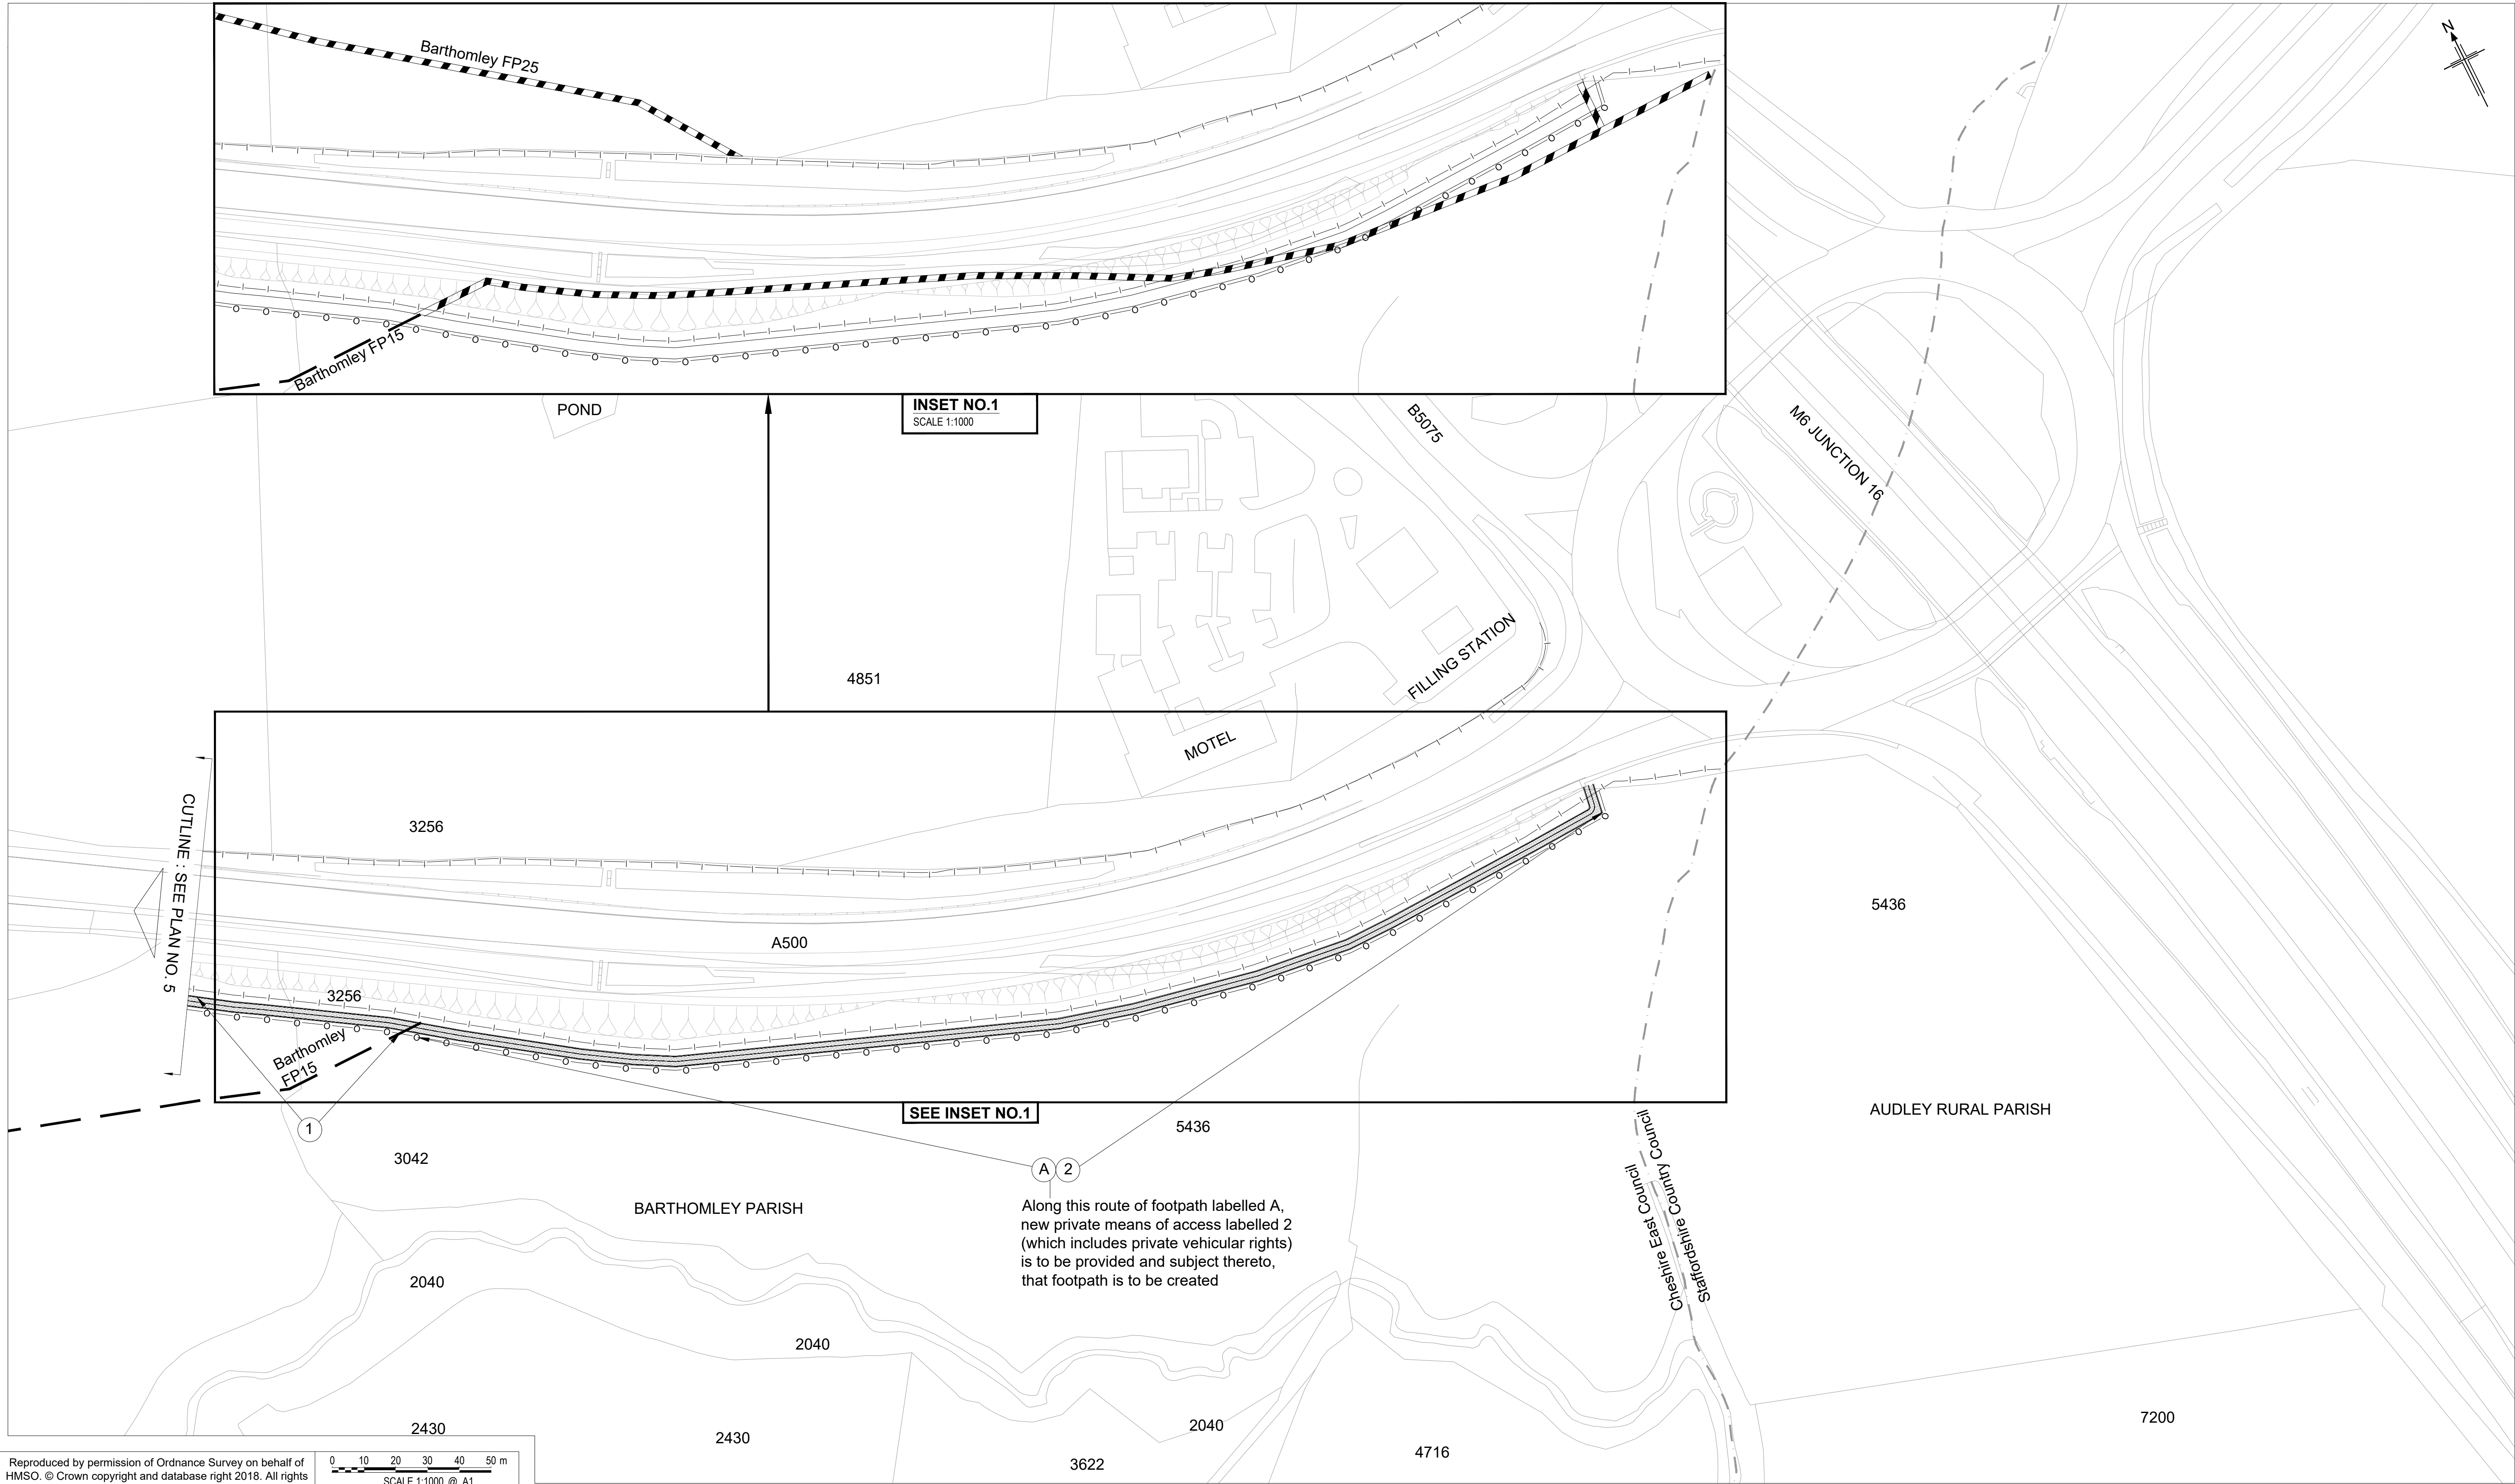 N
Barthomley FP25
Barthomley FP15
INSET NO.1
SCALE 1:1000
POND
B5075
M6 JUNCTION 16
FILLING STATION
4851
MOTEL
CUTLINE : SEE PLAN NO. 5
3256
A500
5436
3256
Barthomley
FP15
SEE INSET NO.1
1
5436
AUDLEY RURAL PARISH
3042
A 2
BARTHOMLEY PARISH
Along this route of footpath labelled A,
new private means of access labelled 2
(which includes private vehicular rights)
is to be provided and subject thereto,
that footpath is to be created
Cheshire East Council
Staffordshire Country Council
2040
2040
2430
2430
2040
3622
4716
7200
Reproduced by permission of Ordnance Survey on behalf of
HMSO. © Crown copyright and database right 2018. All rights
0 10 20 30 40 50 m
SCALE 1:1000 @ A1